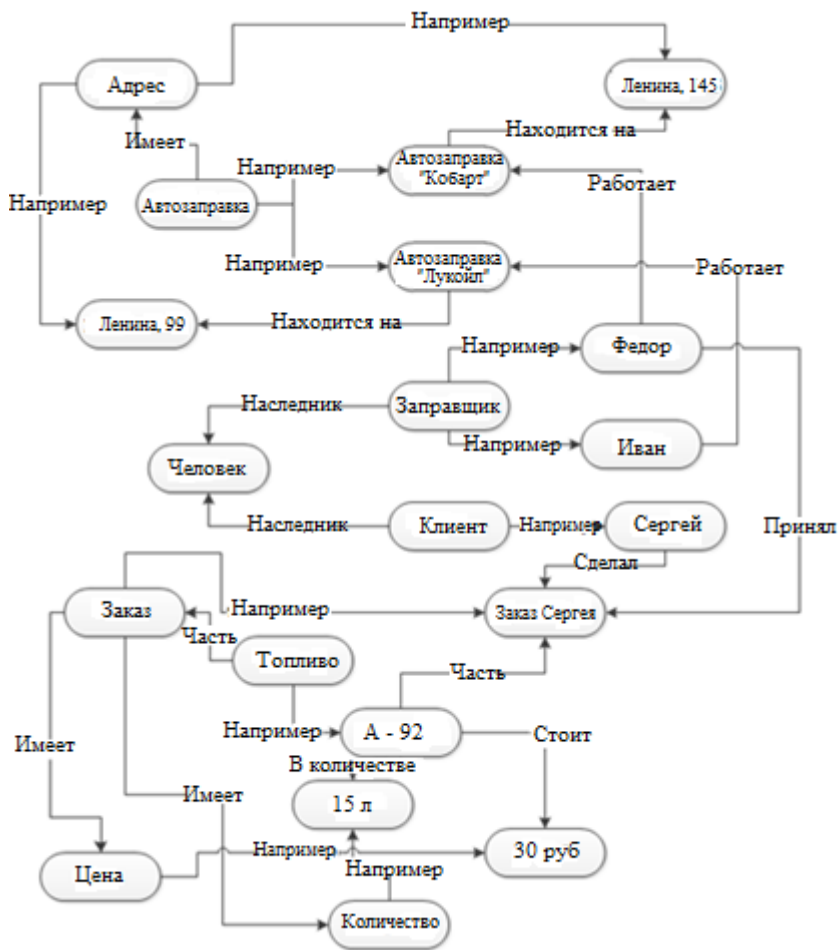 Например
Адрес
Ленина, 145
Имеет
Находится на
Например
Автозаправка
"Кобарт"
Работает
Например
Автозаправка
Например
Автозаправка
"Лукойл"
Работает
Ленина, 99
Находится на
Например
Федор
Наследник
Заправщик
Например
Иван
Человек
Наследник
Клиент
Например
Сергей
Принял
Сделал
Заказ
Например
Заказ Сергея
Часть
Топливо
Часть
Имеет
Например
А - 92
Стоит
В количестве
Имеет
15 л
Например
30 руб
Цена
Например
Количество